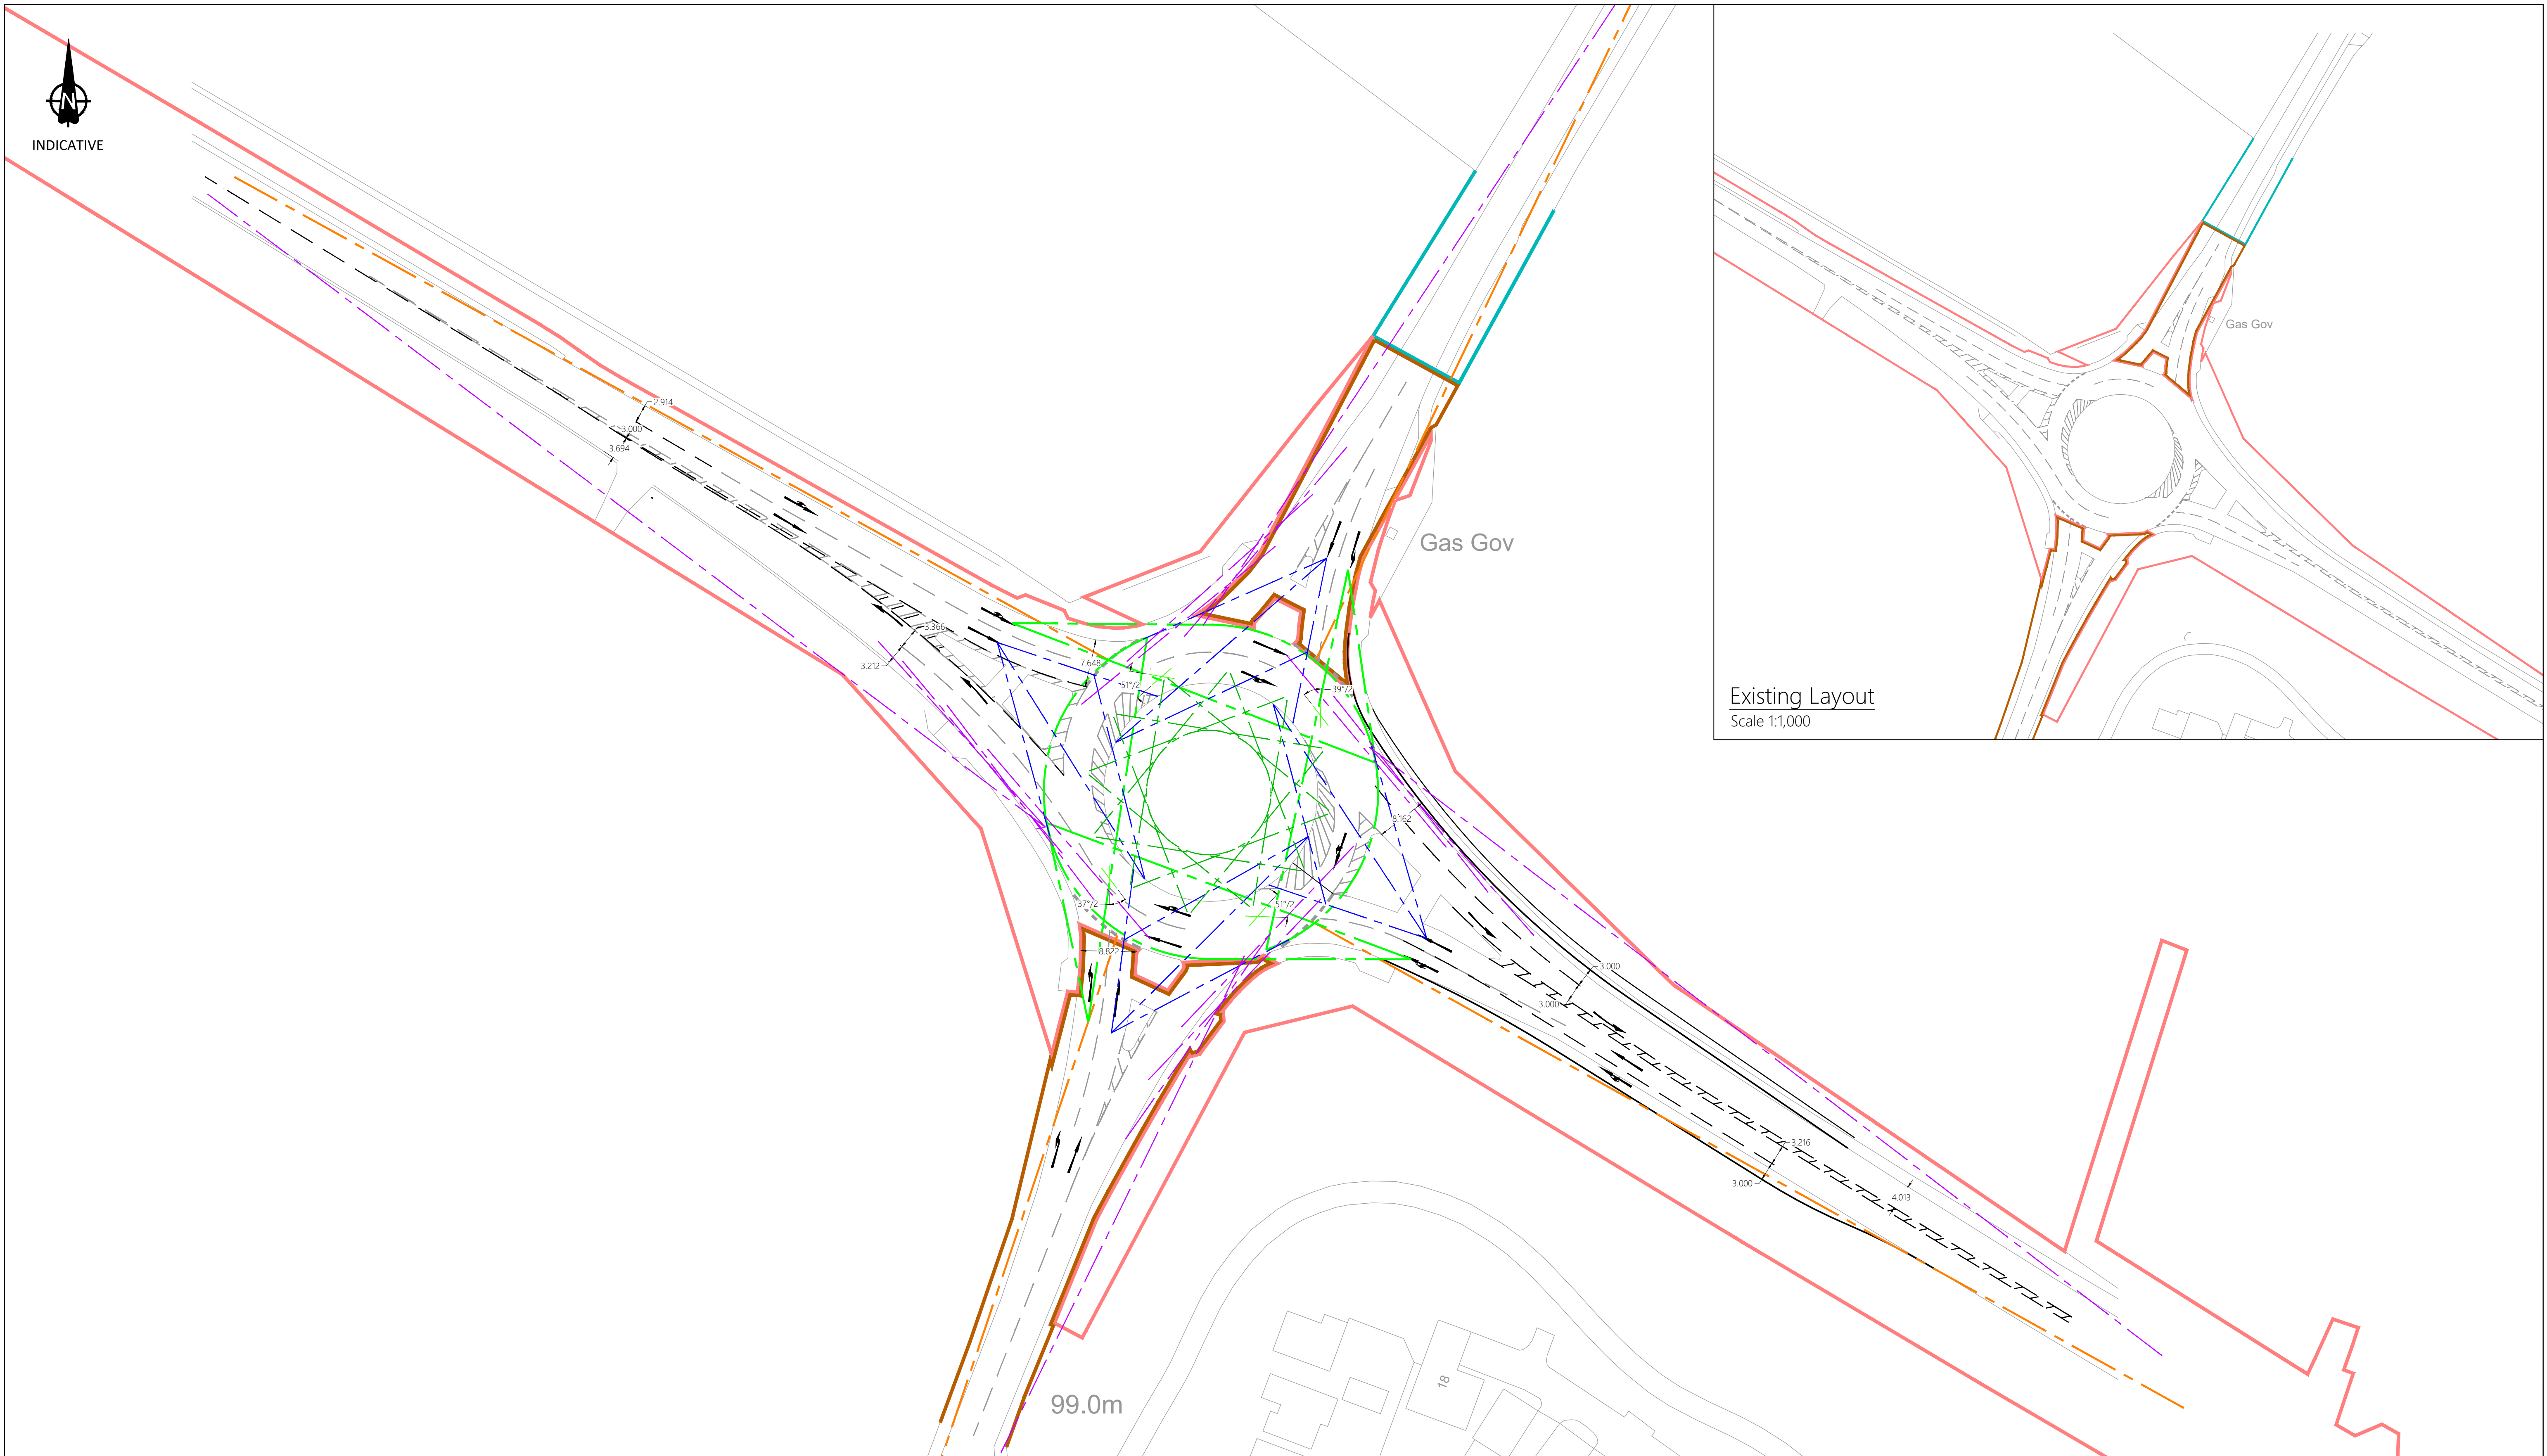 N
INDICATIVE
2.914
3.000
3.694
3.366
3.212
7.648
51°/2
39°/2
Gas Gov
8.162
37°/2
51°/2
8.822
3.000
3.000
3.216
3.000
4.013
18
99.0m
Gas Gov
Existing Layout
Scale 1:1,000